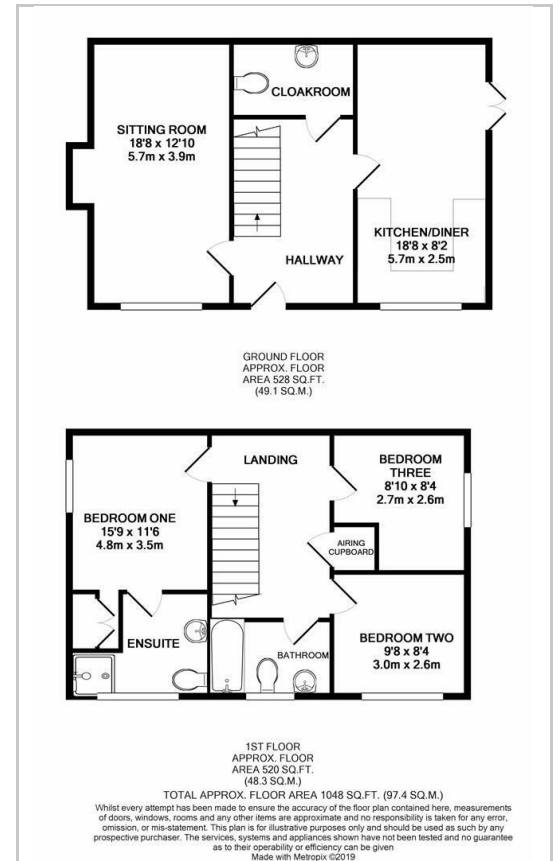 CLOAKROOM
SITTING ROOM
18'8 x 12'10
5.7m x 3.9m
KITCHEN/DINER
18'8 x 8'2
5.7m x 2.5m
HALLWAY
GROUND FLOOR
APPROX. FLOOR
AREA 528 SQ.FT.
(49.1 SQ.M.)
LANDING
BEDROOM
THREE
8'10 x 8'4
2.7m x 2.6m
BEDROOM ONE
15'9 x 11'6
4.8m x 3.5m
AIRING
CUPBOARD
ENSUITE
BATHROOM
BEDROOM TWO
9'8 x 8'4
3.0m x 2.6m
1ST FLOOR
APPROX. FLOOR
AREA 520 SQ.FT.
(48.3 SQ.M.)
TOTAL APPROX. FLOOR AREA 1048 SQ.FT. (97.4 SQ.M.)
Whilst every attempt has been made to ensure the accuracy of the floor plan contained here, measurements
of doors, windows, rooms and any other items are approximate and no responsibility is taken for any error,
omission, or mis-statement. This plan is for illustrative purposes only and should be used as such by any
prospective purchaser. The services, systems and appliances shown have not been tested and no guarantee
as to their operability or efficiency can be given
Made with Metropix ©2019